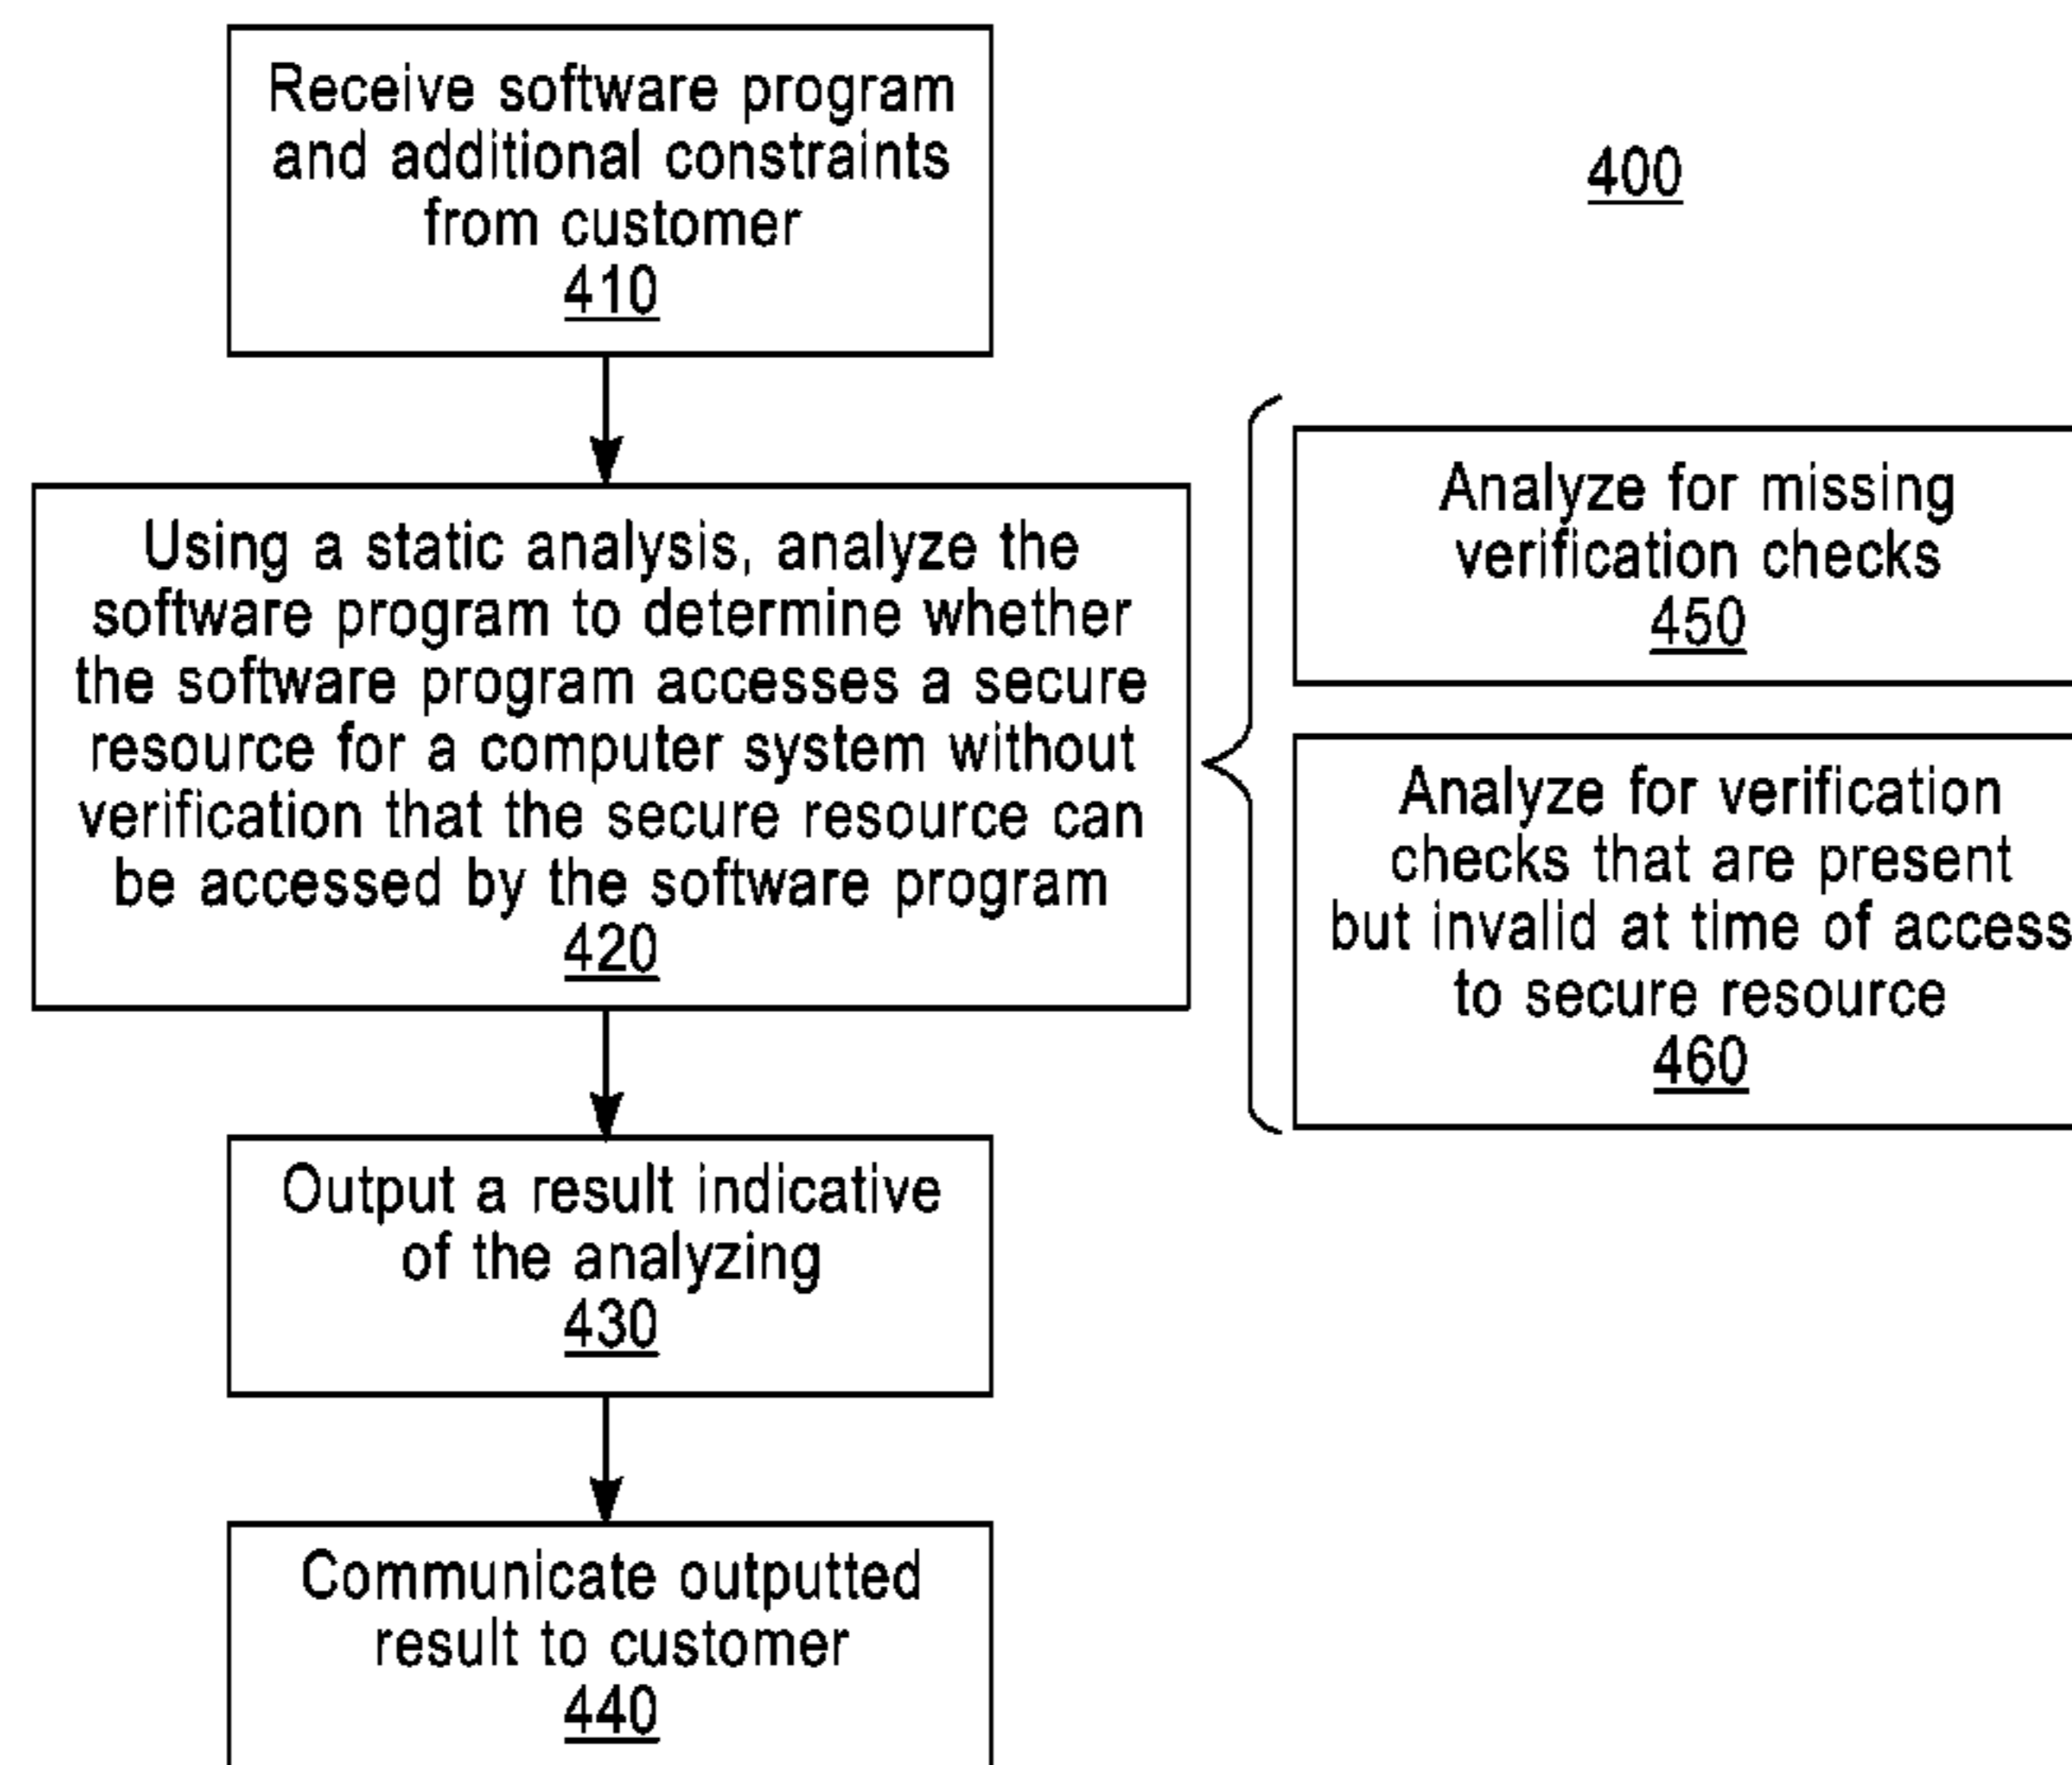 Receive software program
and additional constraints
from customer
410
400
Using a static analysis, analyze the
software program to determine whether
the software program accesses a secure
resource for a computer system without
verification that the secure resource can
be accessed by the software program
420
Analyze for missing
verification checks
450
Analyze for verification
checks that are present
but invalid at time of access
to secure resource
460
Output a result indicative
of the analyzing
430
Communicate outputted
result to customer
440